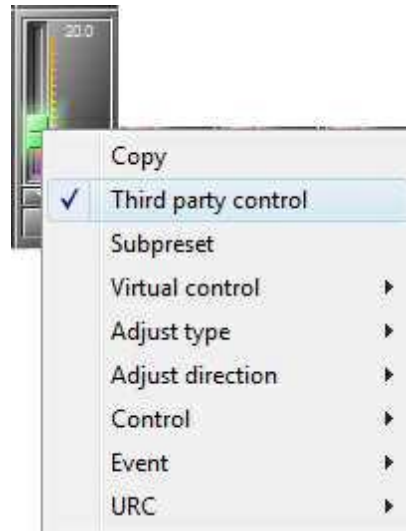 -20.0
Copy
Third party control
Subpreset
Virtual control
Adjust type
Adjust direction
Control
Event
URC